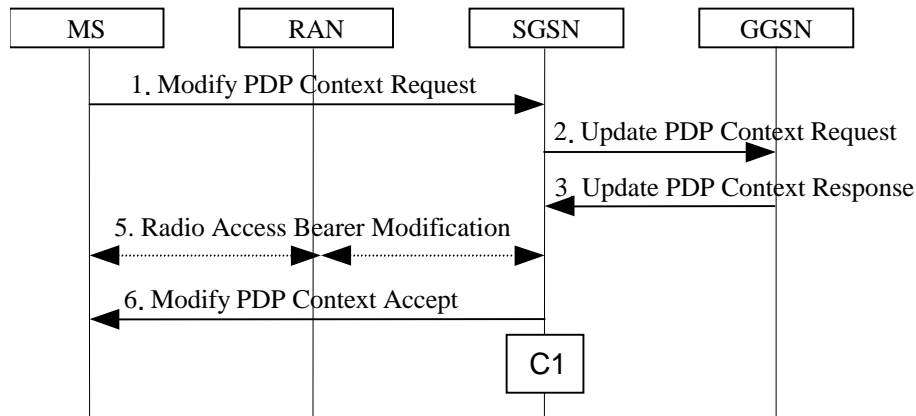 MS RAN SGSN GGSN
1. Modify PDP Context Request
2. Update PDP Context Request
3. Update PDP Context Response
5. Radio Access Bearer Modification
6. Modify PDP Context Accept
C1